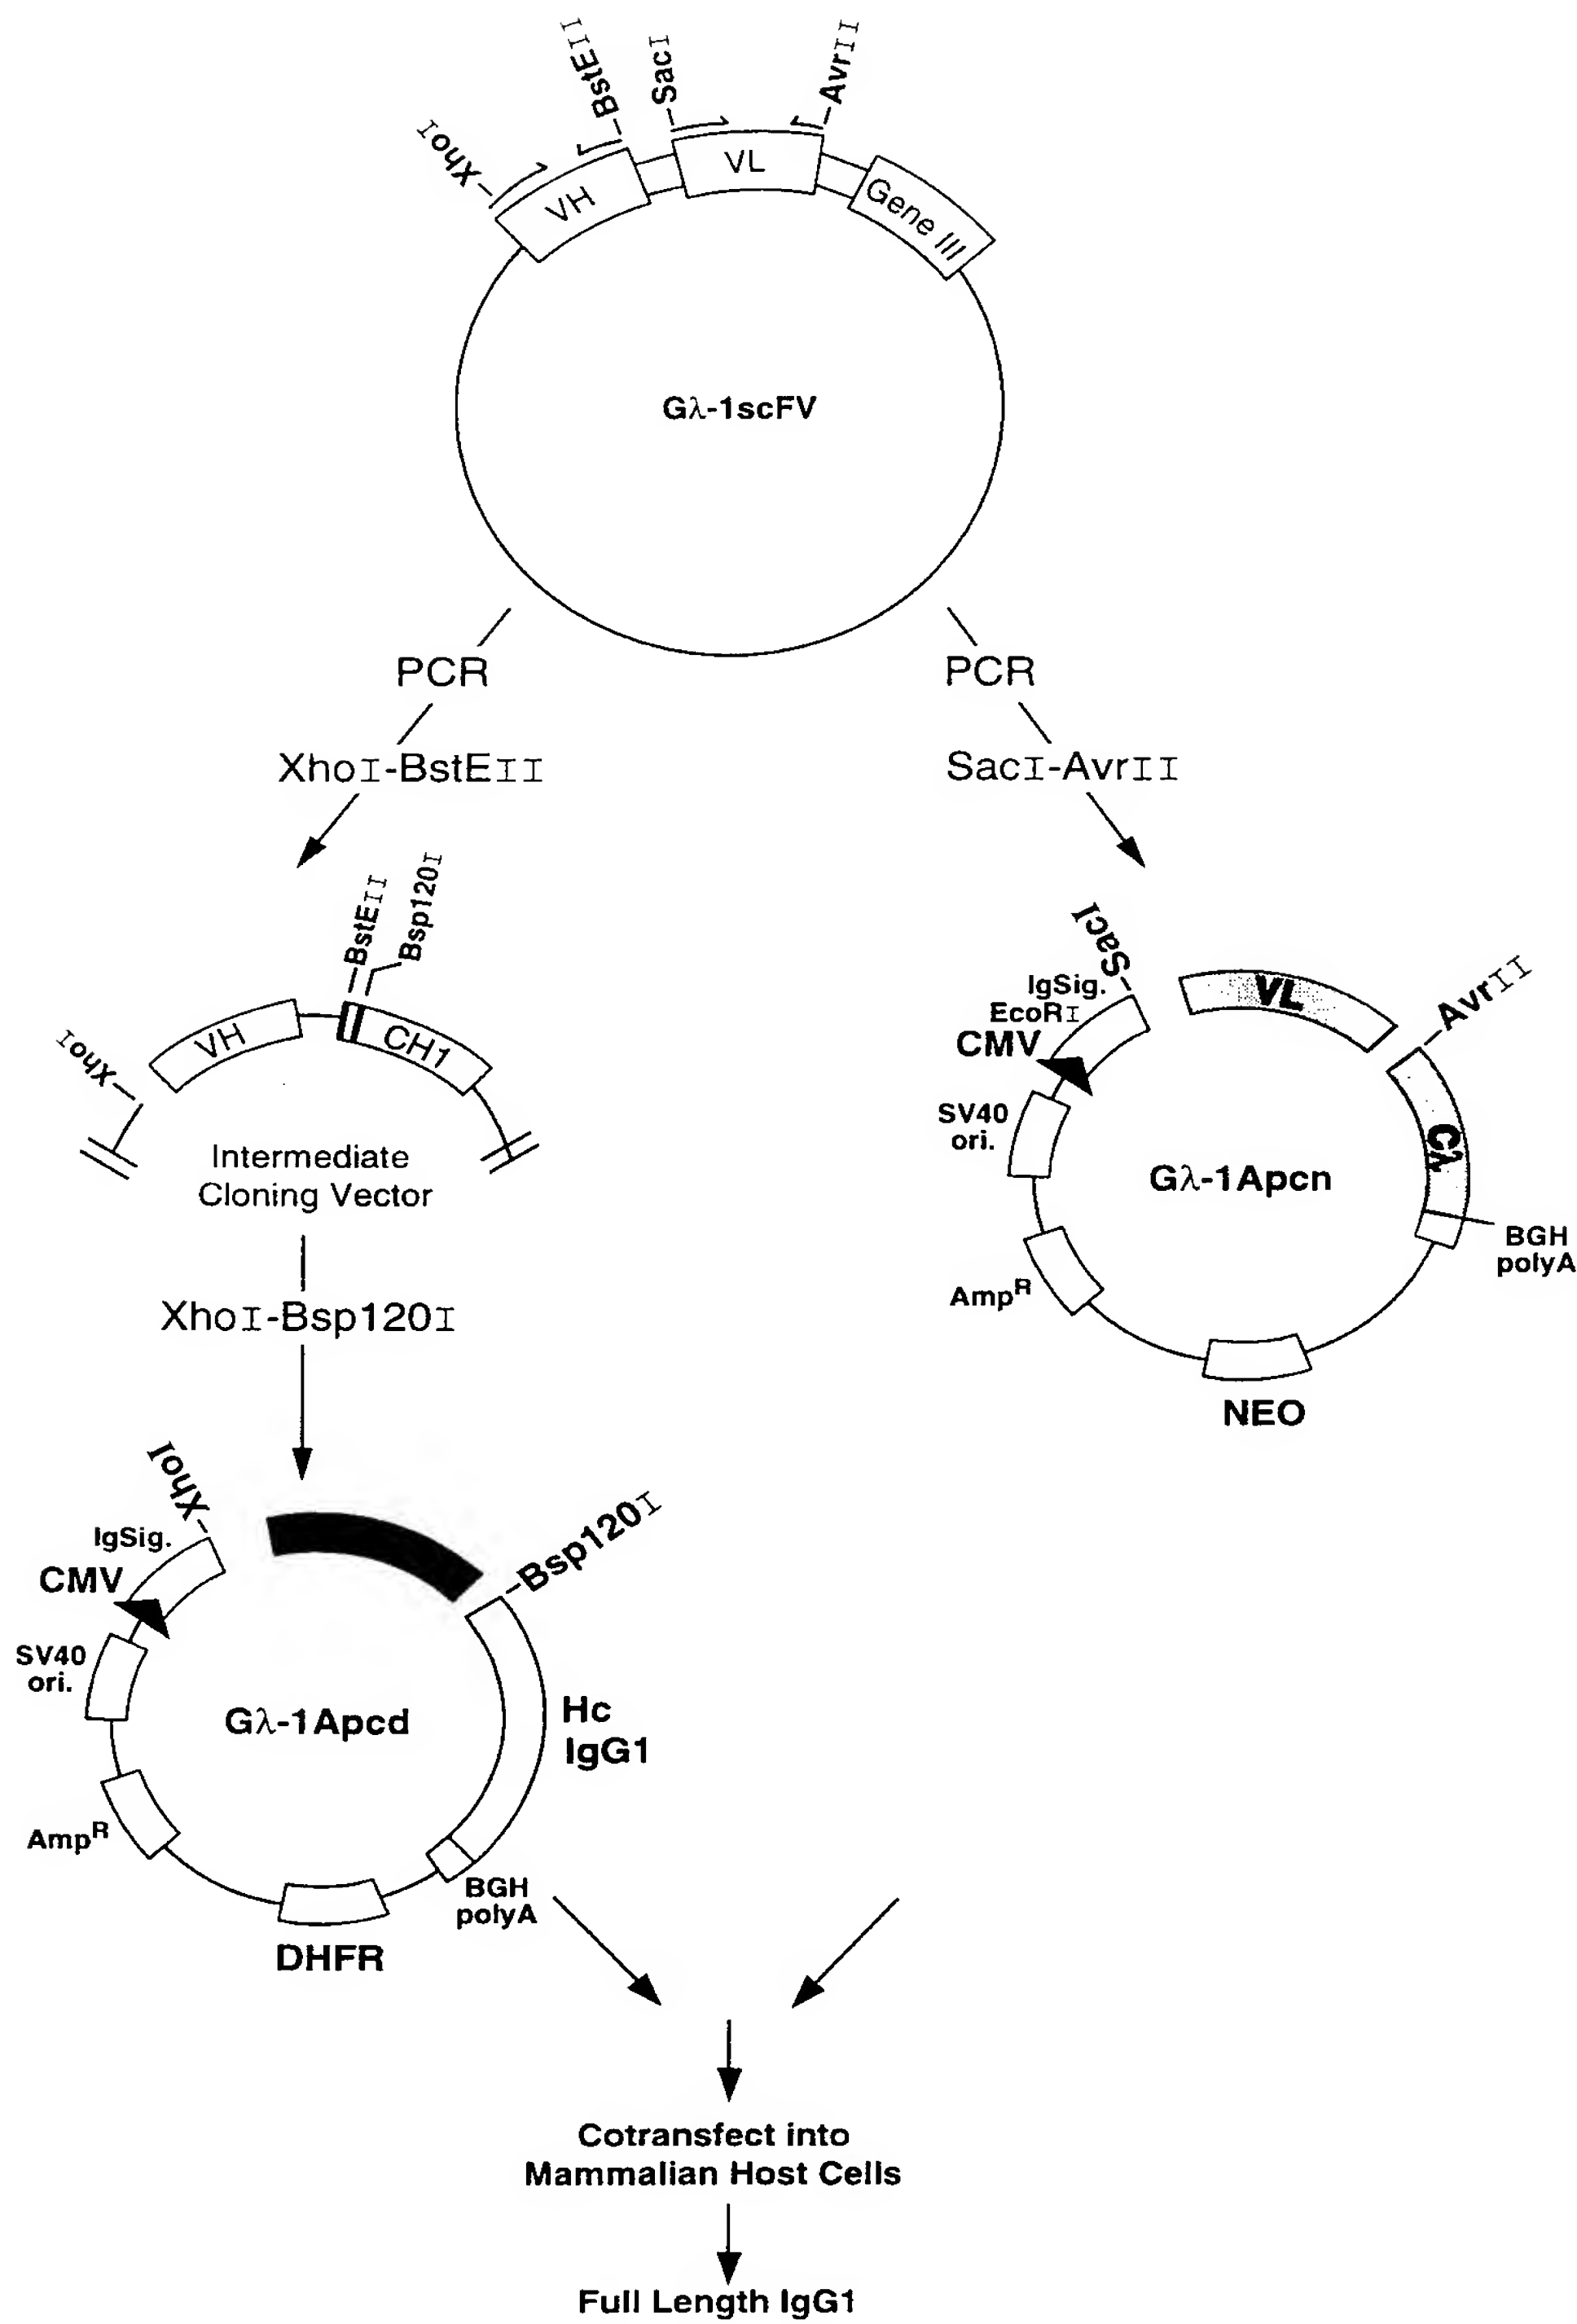 XhoI
BstEII
SacI
AvrII
VH
VL
Gene III
Gλ-1scFV
PCR
PCR
XhoI-BstEII
SacI-AvrII
BstEII
Bsp120I
XhoI
VH
CH1
Intermediate
Cloning Vector
SacI
IgSig.
EcoRI
CMV
VL
AvrII
SV40
ori.
Cλ
Gλ-1Apcn
BGH
polyA
AmpR
NEO
XhoI-Bsp120I
XhoI
IgSig.
CMV
Bsp120I
SV40
ori.
Gλ-1Apcd
Hc
IgG1
AmpR
BGH
polyA
DHFR
Cotransfect into
Mammalian Host Cells
Full Length IgG1